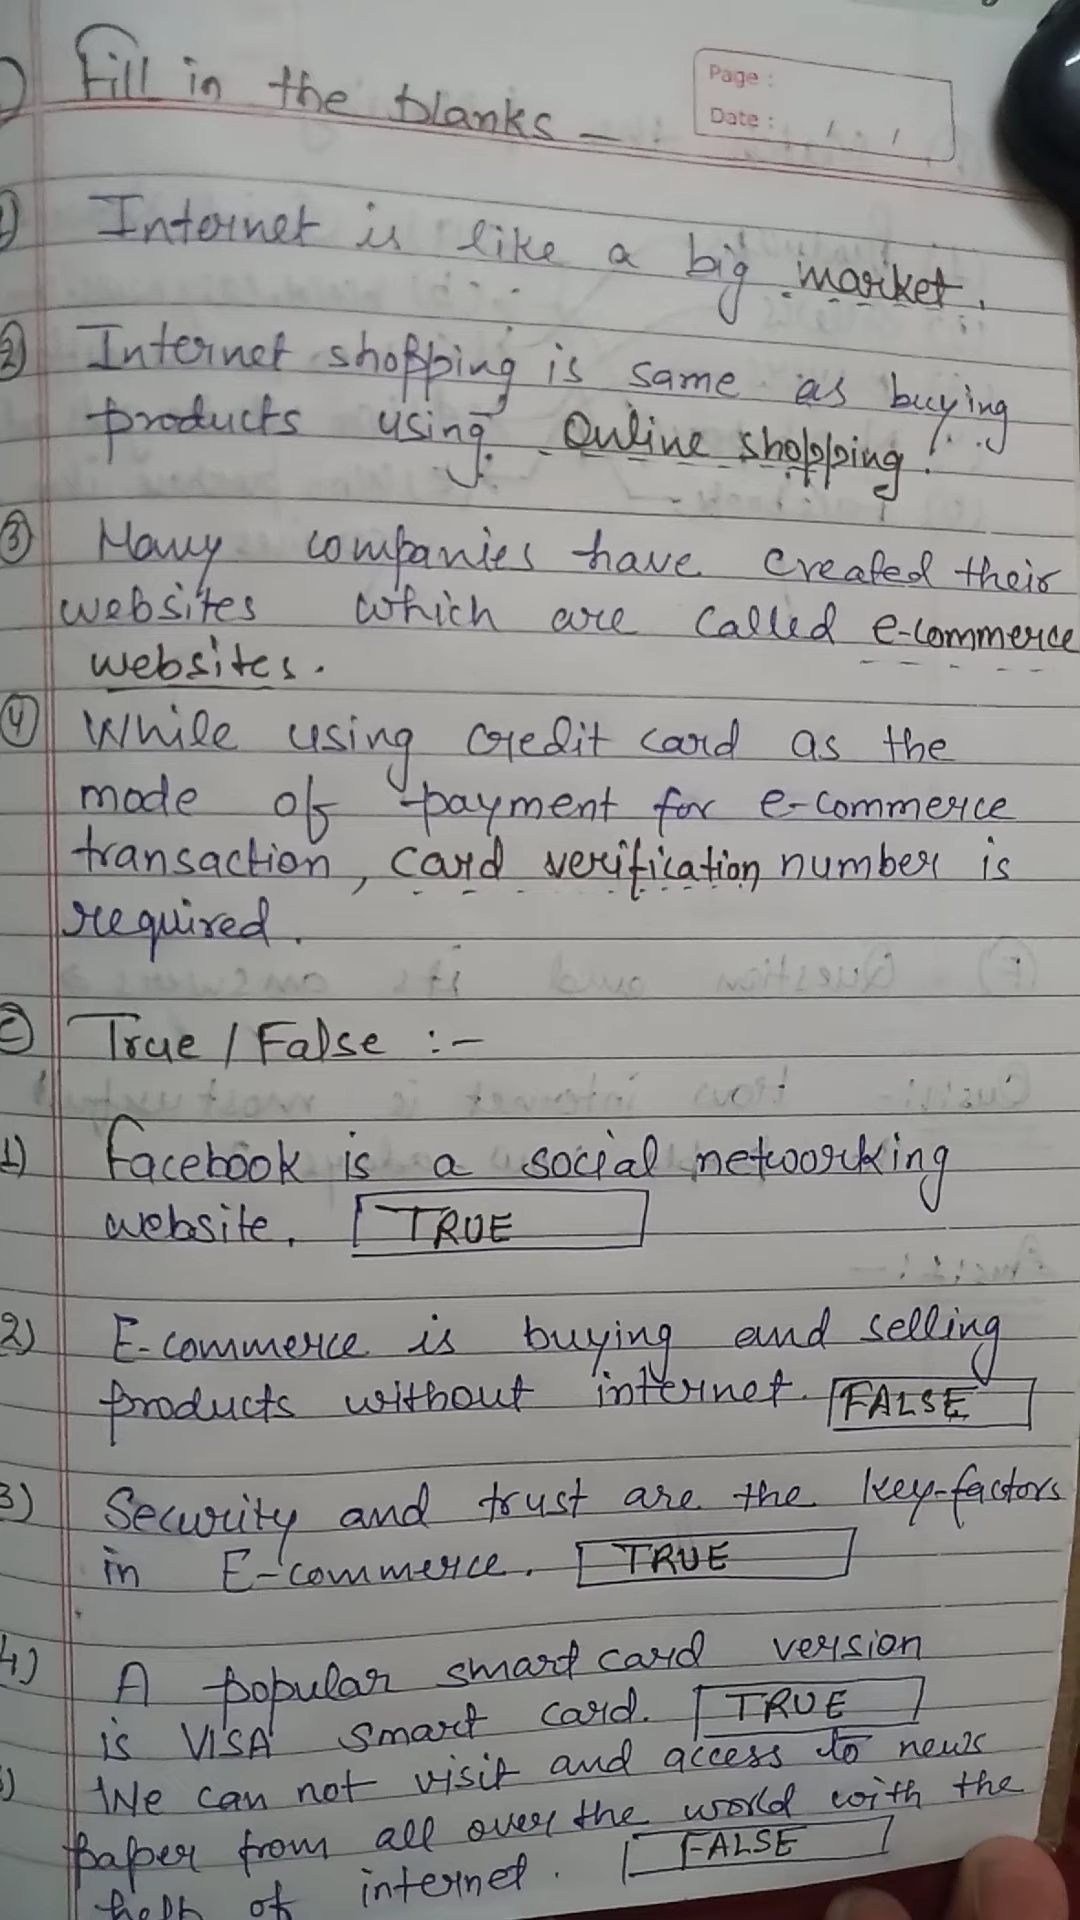 Fill in the blanks -
Page :
Date : / /
1) Internet is like a big market.
2) Internet shopping is same as buying
products using Online shopping.
3) Many companies have created their
websites which are called e-commerce
websites.
4) While using credit card as the
mode of payment for e-commerce
transaction, card verification number is
required.
C) True / False :-
1) Facebook is a social networking
website. TRUE
2) E-commerce is buying and selling
products without internet. FALSE
3) Security and trust are the key-factors
in E-commerce. TRUE
4) A popular smart card version
is VISA smart card. TRUE
We can not visit and access to news
paper from all over the world with the
help of internet. FALSE